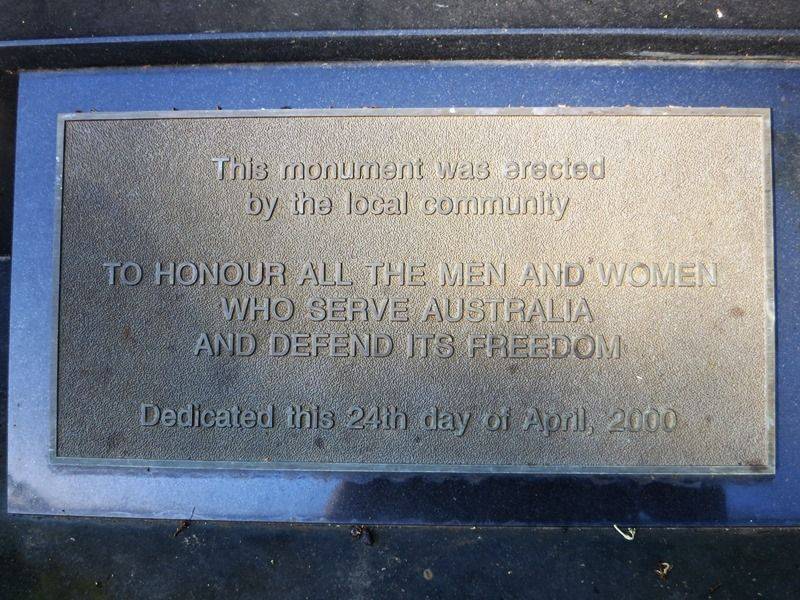 This monument was erected
by the local community
TO HONOUR ALL THE MEN AND WOMEN
WHO SERVE AUSTRALIA
AND DEFEND ITS FREEDOM
Dedicated this 24th day of April, 2000